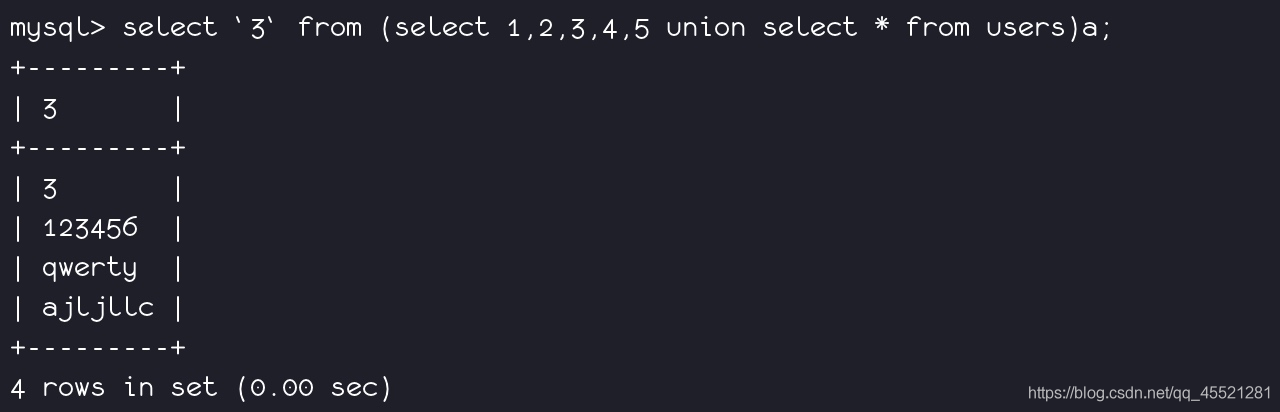 mysql> select `3` from (select 1,2,3,4,5 union select * from users)a;
+---------+
| 3       |
+---------+
| 3       |
| 123456  |
| qwerty  |
| ajljllc |
+---------+
4 rows in set (0.00 sec)
https://blog.csdn.net/qq_45521281